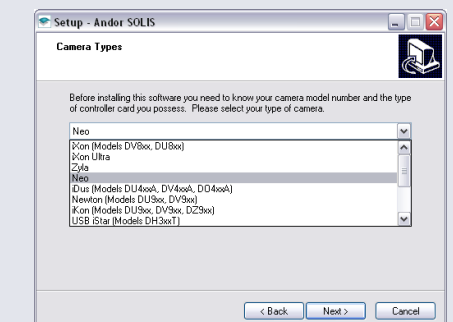 Setup - Andor SOLIS
Camera Types
Before installing this software you need to know your camera model number and the type
of controller card you possess. Please select your type of camera.
Neo
iXon (Models DV8xx, DU8xx)
iXon Ultra
Zyla
Neo
iDus (Models DU4xxA, DV4xxA, DO4xxA)
Newton (Models DU9xx, DV9xx)
iKon (Models DU9xx, DV9xx, DZ9xx)
USB iStar (Models DH3xxT)
< Back
Next >
Cancel